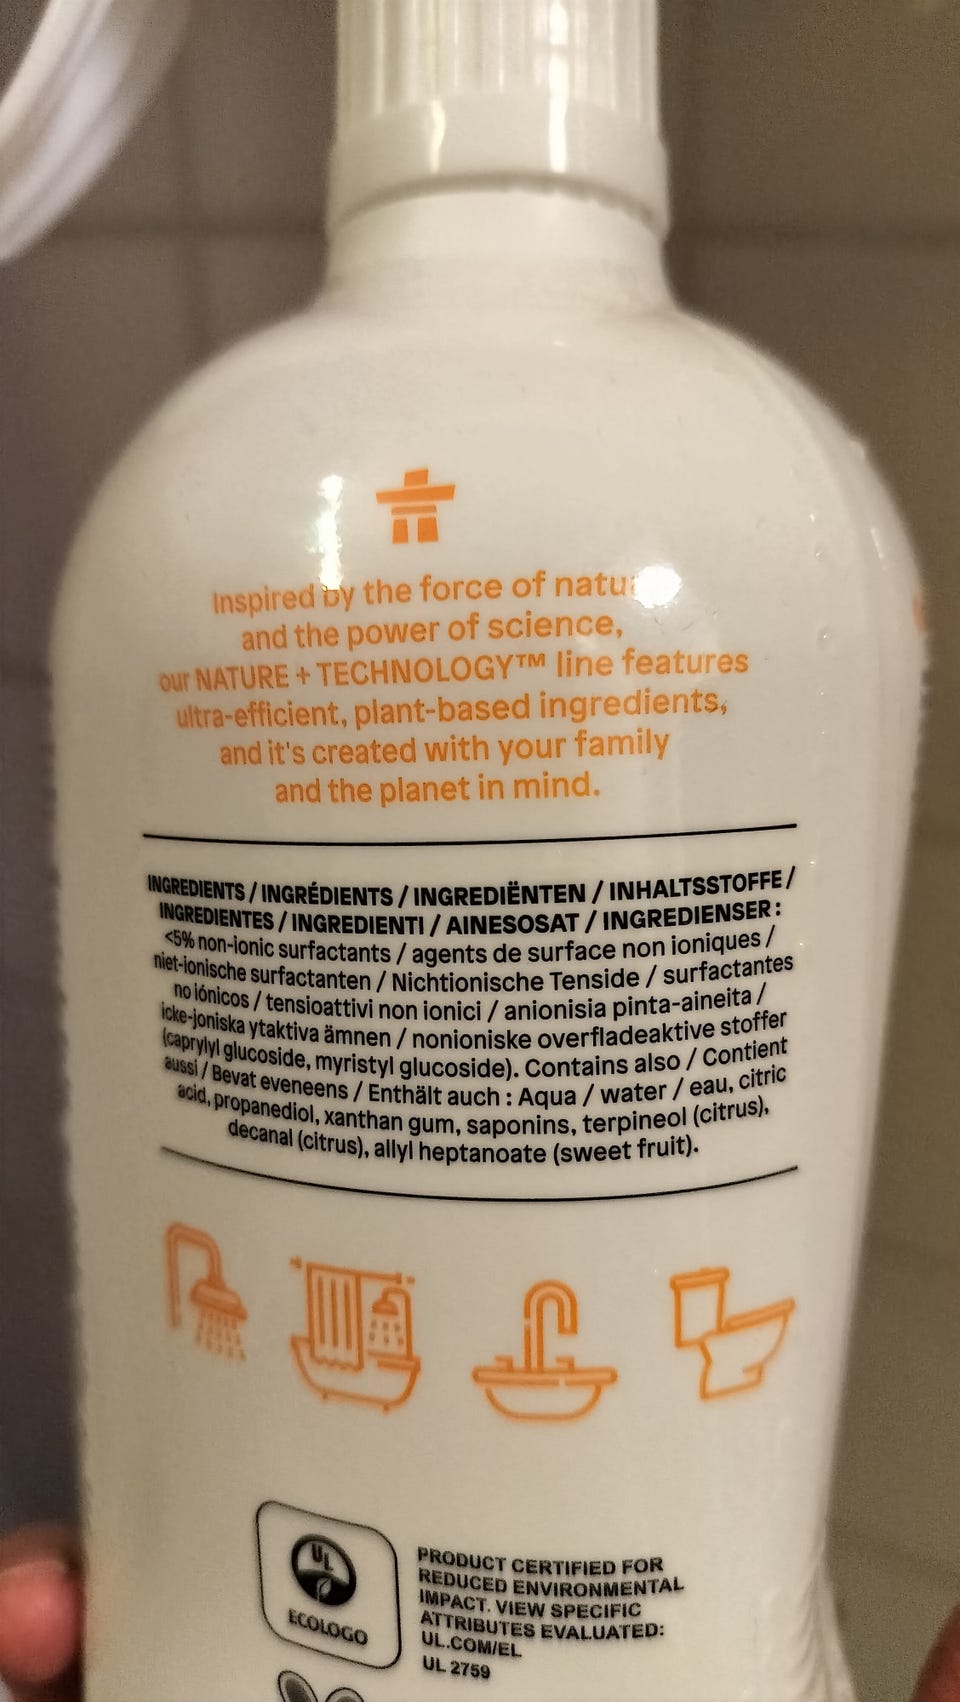 Inspired by the force of
and the power of science,
our NATURE + TECHNOLOGY™ line features
ultra-efficient, plant-based ingredients,
and it's created with your family
and the planet in mind.
INGREDIENTS / INGRÉDIENTS / INGREDIËNTEN / INHALTSSTOFFE /
INGREDIENTES / INGREDIENTI / AINESOSAT / INGREDIENSER :
<5% non-ionic surfactants / agents de surface non ioniques /
niet-ionische surfactanten / Nichtionische Tenside / surfactantes
no iónicos / tensioattivi non ionici / anionisia pinta-aineita /
icke-joniska ytaktiva ämnen / nonioniske overfladeaktive stoffer
(caprylyl glucoside, myristyl glucoside). Contains also / Contient
aussi / Bevat eveneens / Enthält auch : Aqua / water / eau, citric
acid, propanediol, xanthan gum, saponins, terpineol (citrus),
decanal (citrus), allyl heptanoate (sweet fruit).
UL
ECOLOGO
PRODUCT CERTIFIED FOR
REDUCED ENVIRONMENTAL
IMPACT. VIEW SPECIFIC
ATTRIBUTES EVALUATED:
UL.COM/EL
UL 2759